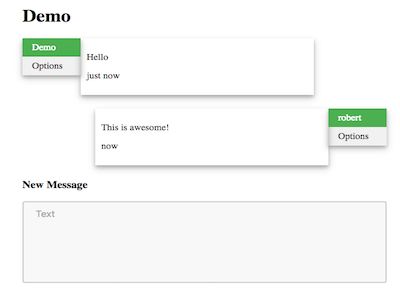 Demo
Demo
Options
Hello
just now
This is awesome!
now
robert
Options
New Message
Text